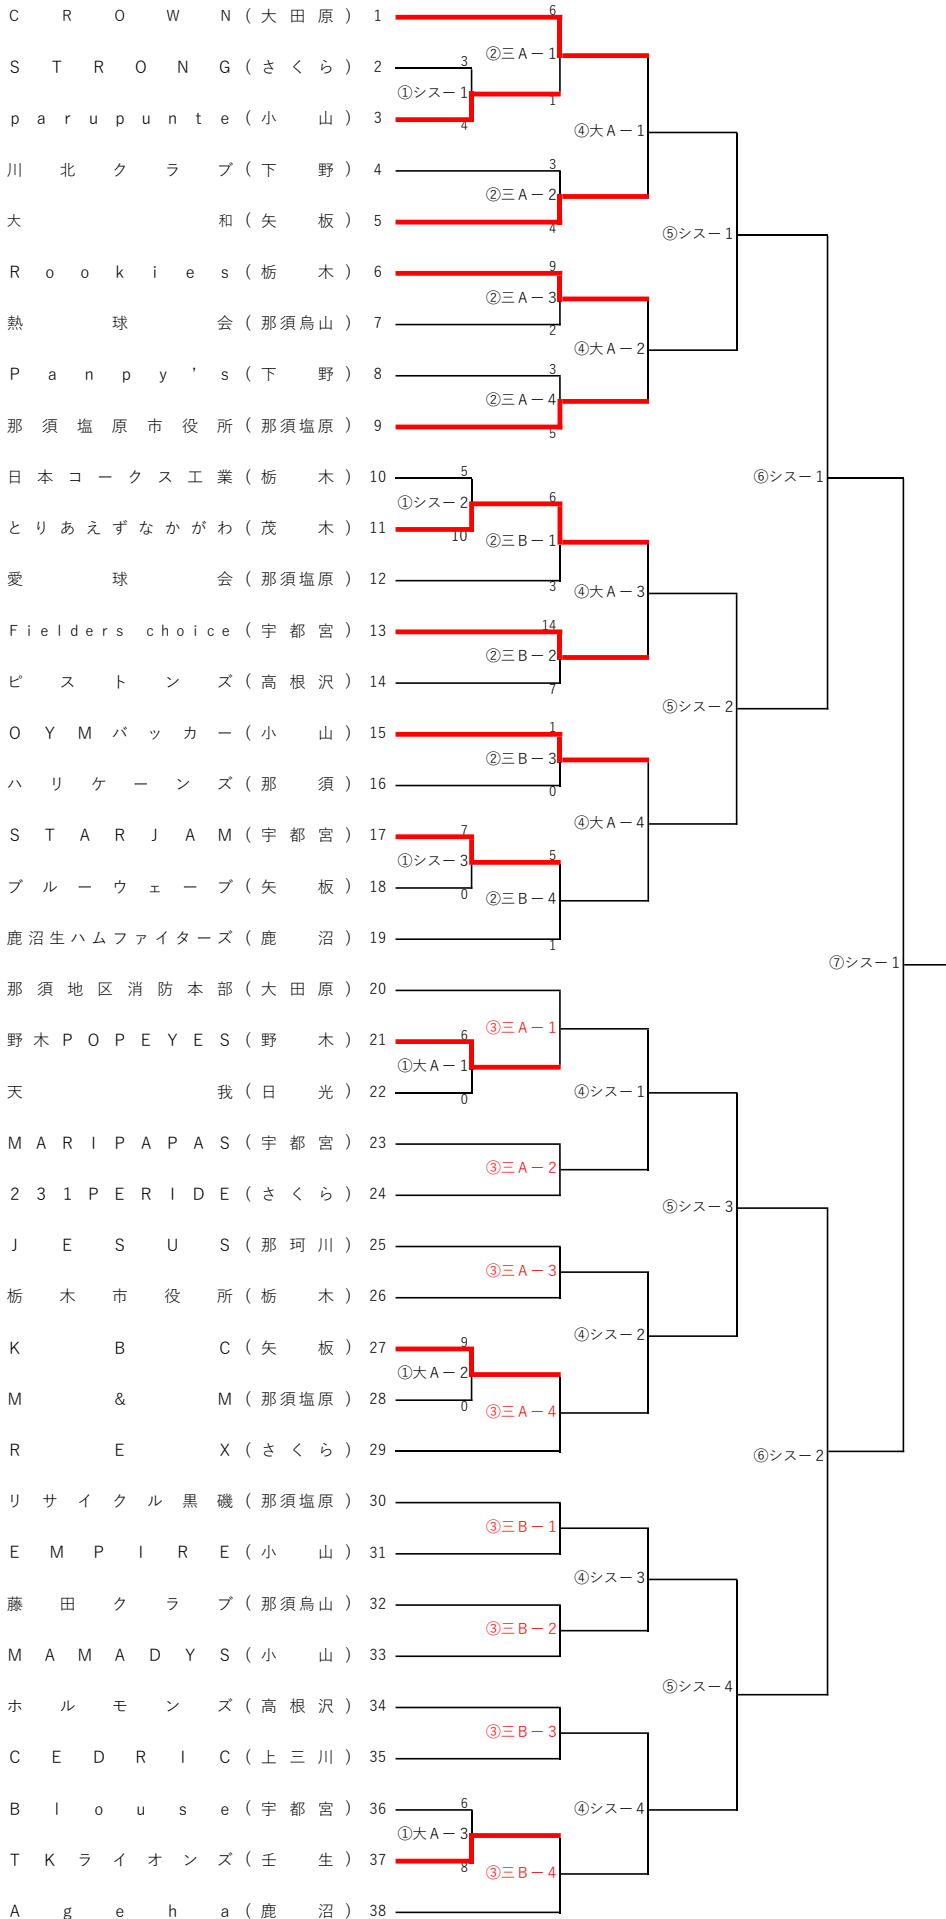 CROWN(大田原) 1
6
②三A－1
STRONG(さくら) 2
3
①シス－1
1
parupunte(小山) 3
4
④大A－1
川北クラブ(下野) 4
3
②三A－2
大和(矢板) 5
4
⑤シス－1
Rookies(栃木) 6
9
②三A－3
熱球会(那須烏山) 7
2
④大A－2
Panpy’s(下野) 8
3
②三A－4
那須塩原市役所(那須塩原) 9
5
日本コークス工業(栃木) 10
5
⑥シス－1
①シス－2
6
とりあえずなかがわ(茂木) 11
10
②三B－1
愛球会(那須塩原) 12
3
④大A－3
Fielders choice(宇都宮) 13
14
②三B－2
ピストンズ(高根沢) 14
7
⑤シス－2
OYMバッカー(小山) 15
1
②三B－3
ハリケーンズ(那須) 16
0
④大A－4
STARJAM(宇都宮) 17
7
①シス－3
5
ブルーウェーブ(矢板) 18
0
②三B－4
鹿沼生ハムファイターズ(鹿沼) 19
1
⑦シス－1
那須地区消防本部(大田原) 20
③三A－1
野木POPEYES(野木) 21
6
①大A－1
天我(日光) 22
0
④シス－1
MARIPAPAS(宇都宮) 23
③三A－2
231PERIDE(さくら) 24
⑤シス－3
JESUS(那珂川) 25
③三A－3
栃木市役所(栃木) 26
④シス－2
KBC(矢板) 27
9
①大A－2
M&M(那須塩原) 28
0
③三A－4
REX(さくら) 29
⑥シス－2
リサイクル黒磯(那須塩原) 30
③三B－1
EMPIRE(小山) 31
④シス－3
藤田クラブ(那須烏山) 32
③三B－2
MAMADYS(小山) 33
⑤シス－4
ホルモンズ(高根沢) 34
③三B－3
CEDRIC(上三川) 35
Blouse(宇都宮) 36
6
④シス－4
①大A－3
TKライオンズ(壬生) 37
8
③三B－4
Ageha(鹿沼) 38